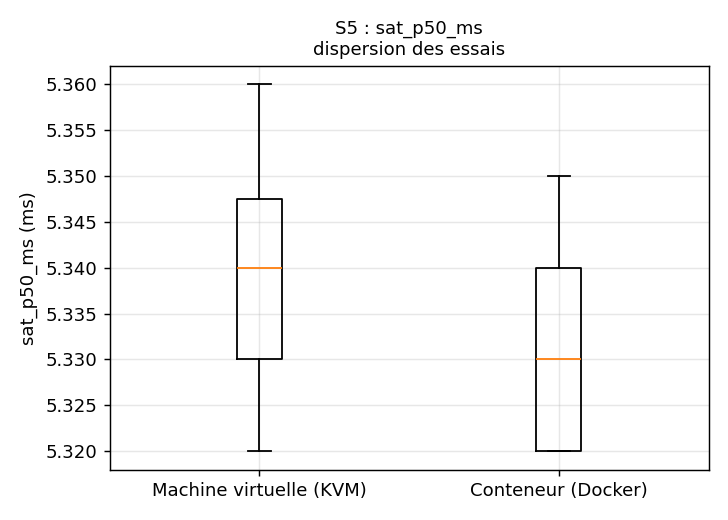 S5 : sat_p50_ms
dispersion des essais
sat_p50_ms (ms)
5.360
5.355
5.350
5.345
5.340
5.335
5.330
5.325
5.320
Machine virtuelle (KVM)
Conteneur (Docker)